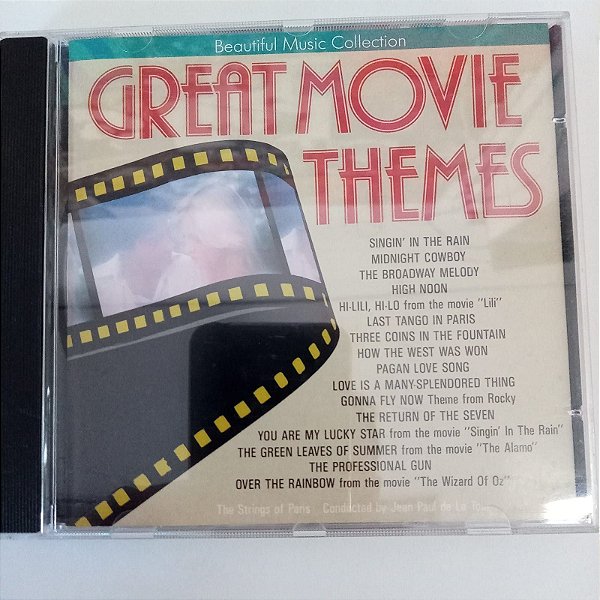 Beautiful Music Collection
GREAT MOVIE
THEMES
SINGIN' IN THE RAIN
MIDNIGHT COWBOY
THE BROADWAY MELODY
HIGH NOON
HI-LILI, HI-LO from the movie "Lili"
LAST TANGO IN PARIS
THREE COINS IN THE FOUNTAIN
HOW THE WEST WAS WON
PAGAN LOVE SONG
LOVE IS A MANY-SPLENDORED THING
GONNA FLY NOW Theme from Rocky
THE RETURN OF THE SEVEN
YOU ARE MY LUCKY STAR from the movie "Singin' In The Rain"
THE GREEN LEAVES OF SUMMER from the movie "The Alamo"
THE PROFESSIONAL GUN
OVER THE RAINBOW from the movie "The Wizard Of Oz"
The Strings of Paris Conducted by Jean Paul de La